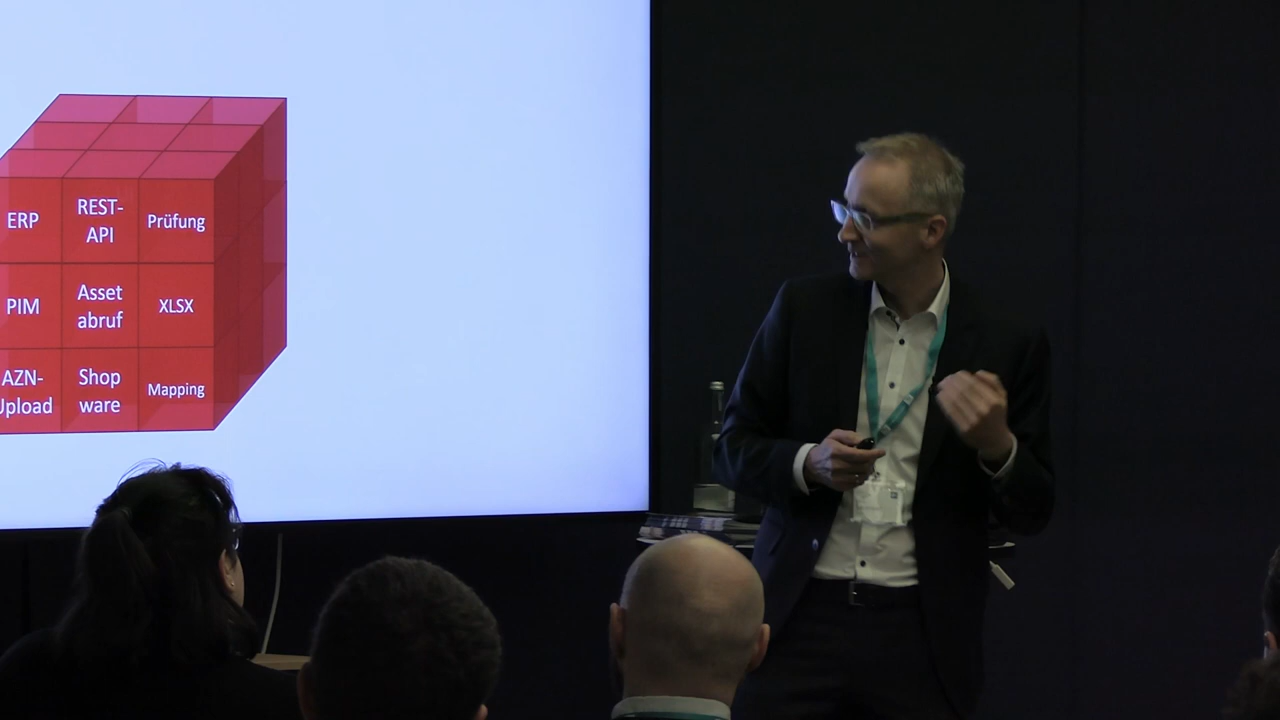 ERP
REST-
API
Prüfung
PIM
Asset
abruf
XLSX
AZN-
Upload
Shop
ware
Mapping